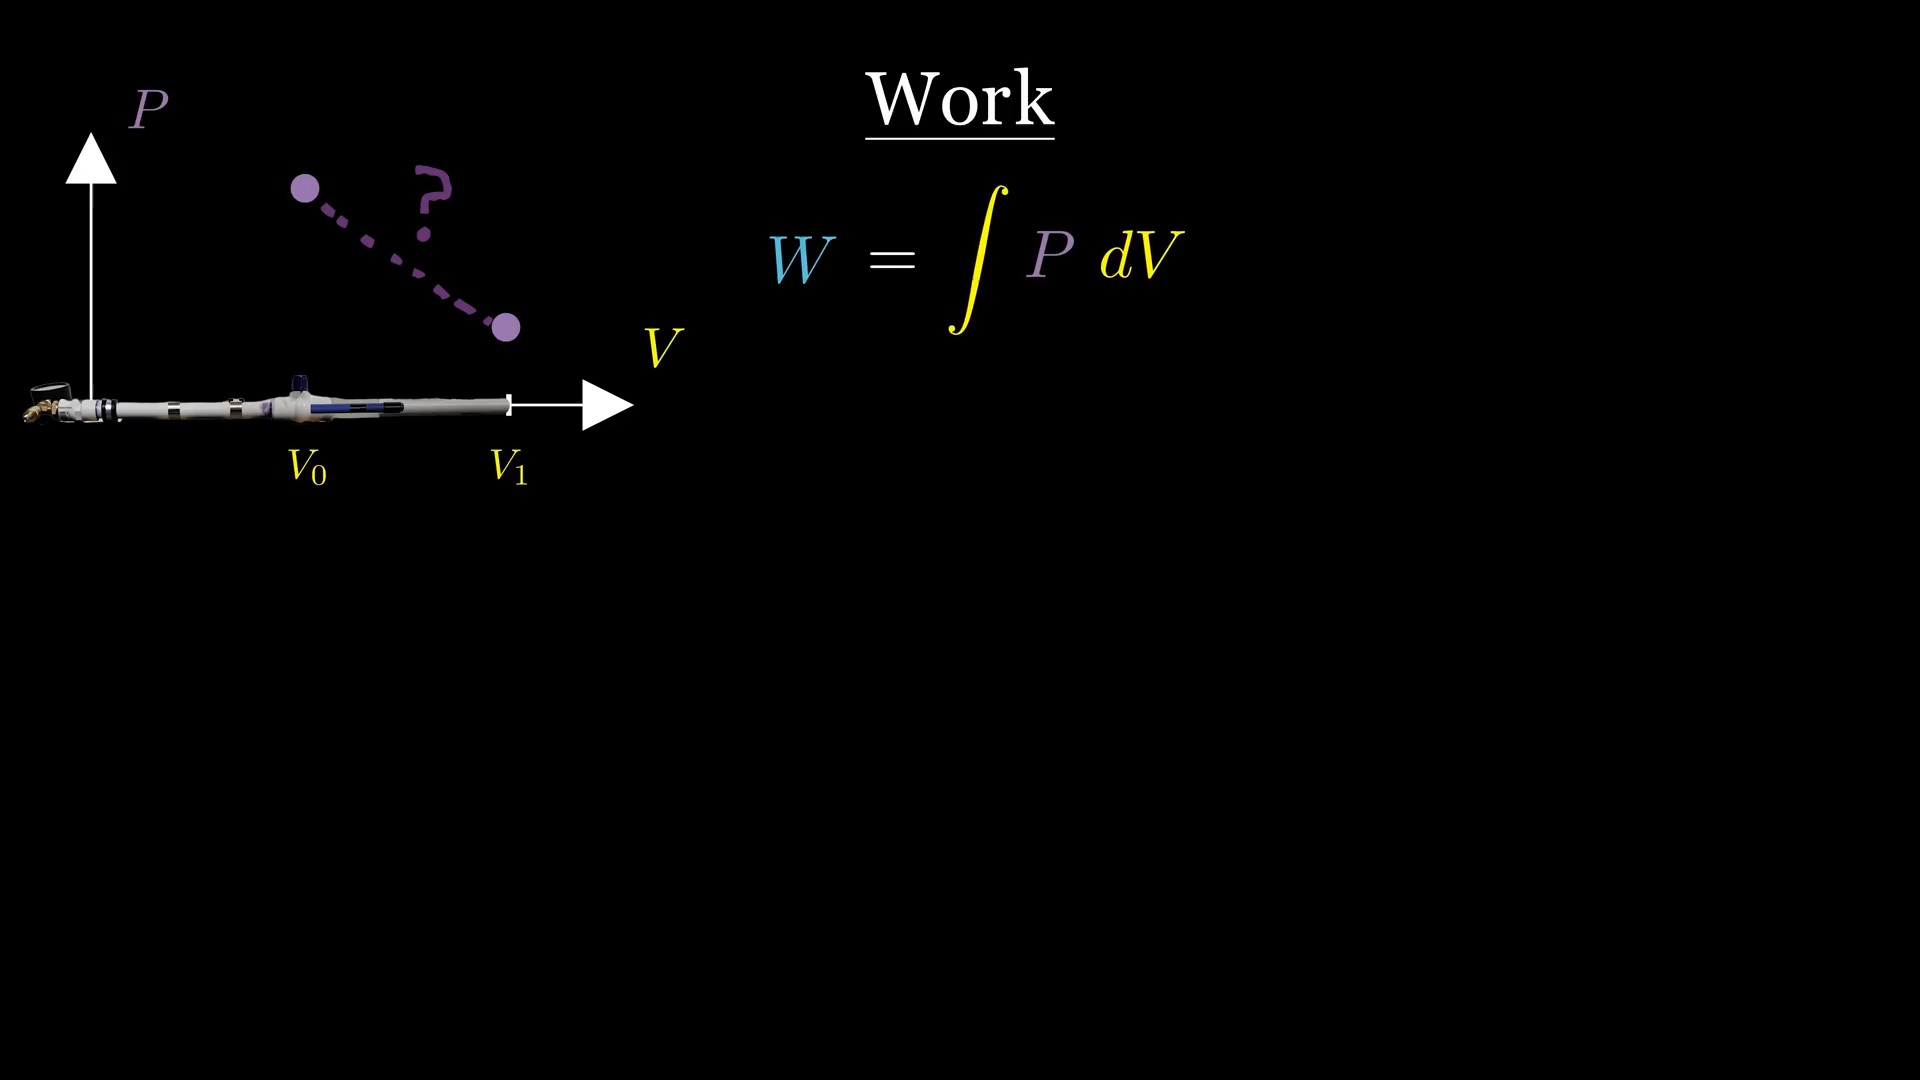 Work
P
?
W = ∫ P dV
V
V₀ V₁